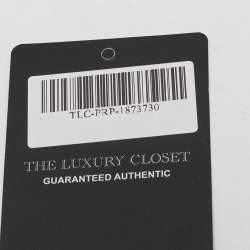 TLC-PRP-1873730
THE LUXURY CLOSET
GUARANTEED AUTHENTIC